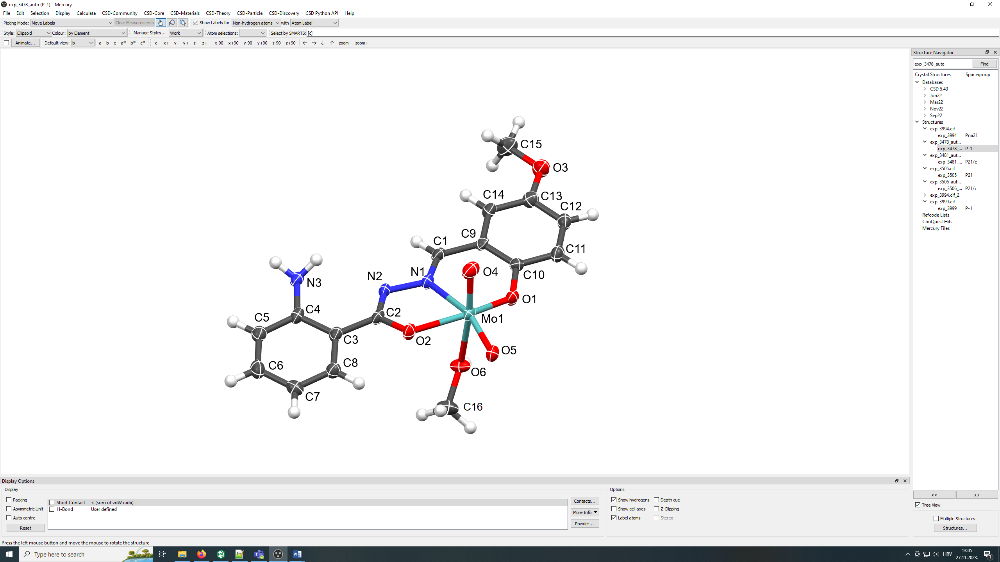 exp_3478_auto (P-1) - Mercury
File Edit Selection Display Calculate CSD-Community CSD-Core CSD-Materials CSD-Theory CSD-Particle CSD-Discovery CSD Python API Help
Picking Mode: Move Labels Clear Measurements Show Labels for Non-hydrogen atoms with Atom Label
Style: Ellipsoid Colour: by Element Manage Styles... Work Atom selections: Select by SMARTS: [c]
Animate... Default view: b a b c a* b* c* x- x+ y- y+ z- z+ x-90 x+90 y-90 y+90 z-90 z+90 zoom- zoom+
C15
O3
C14
C13
C12
C9
C1
C11
N1
O4
C10
N2
N3
O1
C4
C2
C5
Mo1
C3
O2
O5
C8
C6
O6
C7
C16
Structure Navigator
exp_3478_auto Find
Crystal Structures Spacegroup
Databases
CSD 5.43
Jun22
Mar22
Nov22
Sep22
Structures
exp_3994.cif
exp_3994 Pna21
exp_3478_aut...
exp_3478_... P-1
exp_3481_aut...
exp_3481_... P21/c
exp_3505.cif
exp_3505 P21
exp_3506_aut...
exp_3506_... P21/c
exp_3994.cif_2
exp_3999.cif
exp_3999 P-1
Refcode Lists
ConQuest Hits
Mercury Files
<< >>
Tree View
Multiple Structures
Structures...
Display Options
Display
Packing
Asymmetric Unit
Auto centre
Reset
Short Contact < (sum of vdW radii)
H-Bond User defined
Contacts...
More Info
Powder...
Options
Show hydrogens Depth cue
Show cell axes Z-Clipping
Label atoms Stereo
Press the left mouse button and move the mouse to rotate the structure
Type here to search
HRV
13:05
27.11.2023.
1